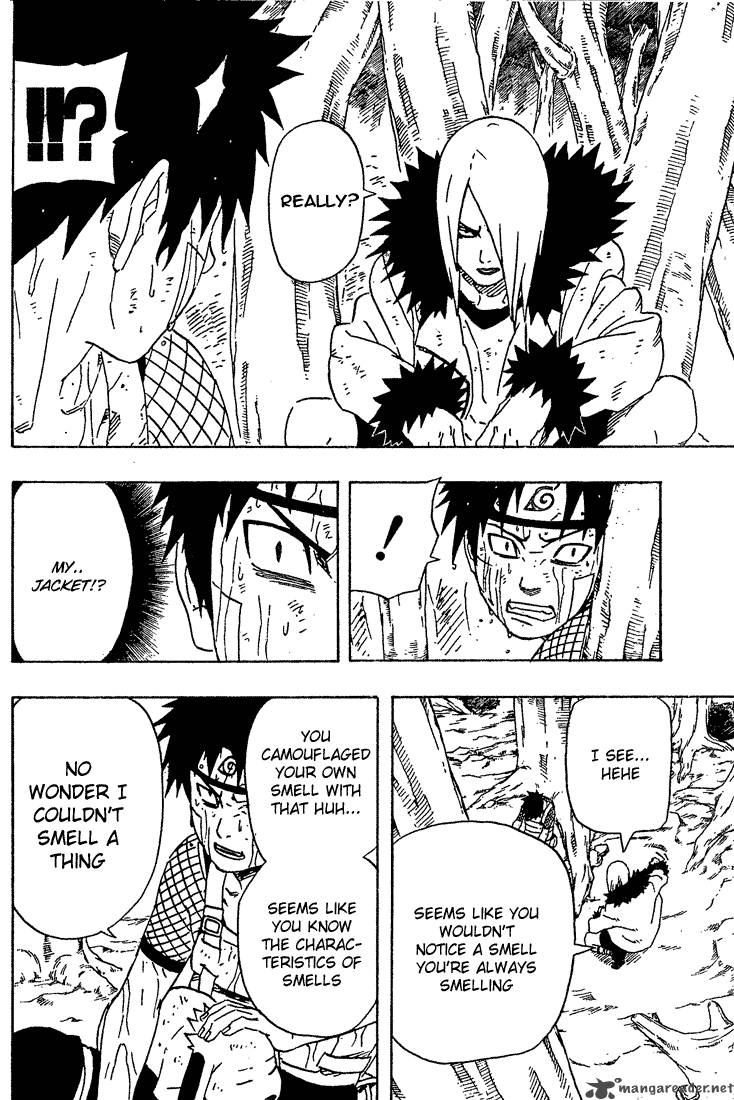 REALLY?
!!?
!
MY..
JACKET!?
I SEE...
HEHE
SEEMS LIKE YOU
WOULDN'T
NOTICE A SMELL
YOU'RE ALWAYS
SMELLING
YOU
CAMOUFLAGED
YOUR OWN
SMELL WITH
THAT HUH...
SEEMS LIKE
YOU KNOW
THE CHARAC-
TERISTICS OF
SMELLS
NO
WONDER I
COULDN'T
SMELL A
THING
mangareader.net